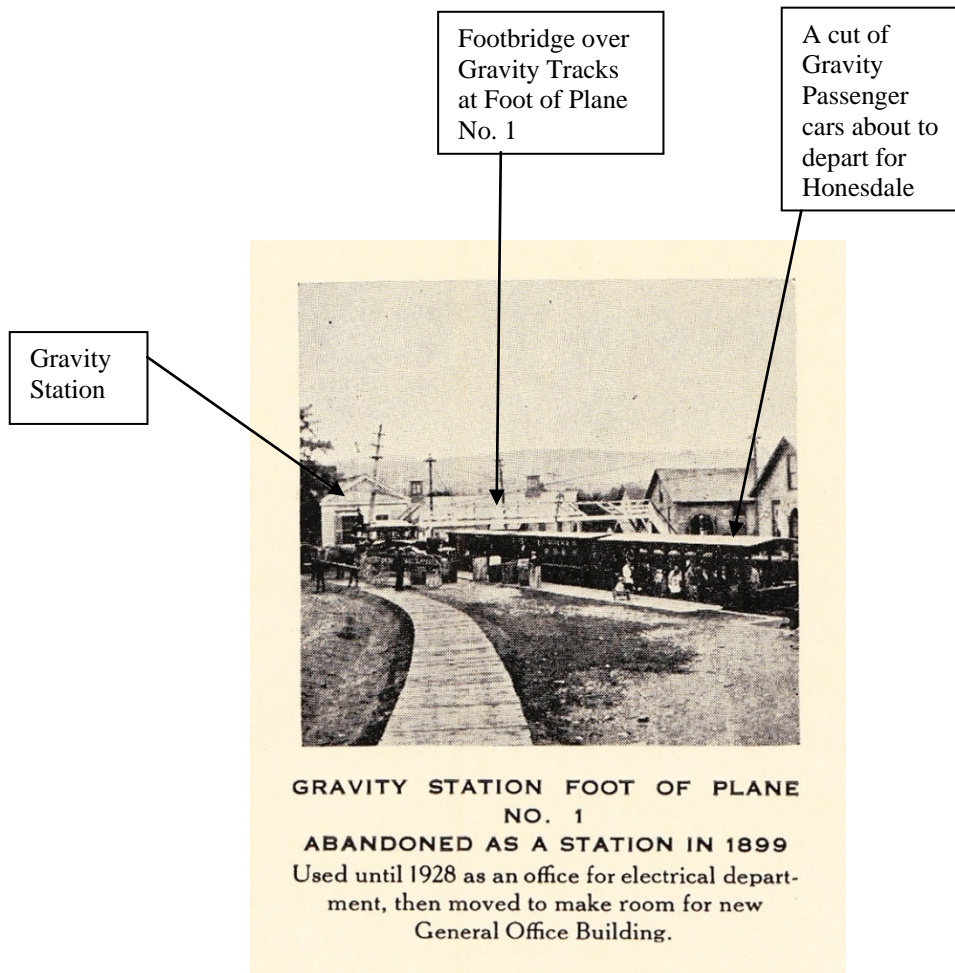 Footbridge over
Gravity Tracks
at Foot of Plane
No. 1
A cut of
Gravity
Passenger
cars about to
depart for
Honesdale
Gravity
Station
GRAVITY STATION FOOT OF PLANE
NO. 1
ABANDONED AS A STATION IN 1899
Used until 1928 as an office for electrical depart-
ment, then moved to make room for new
General Office Building.